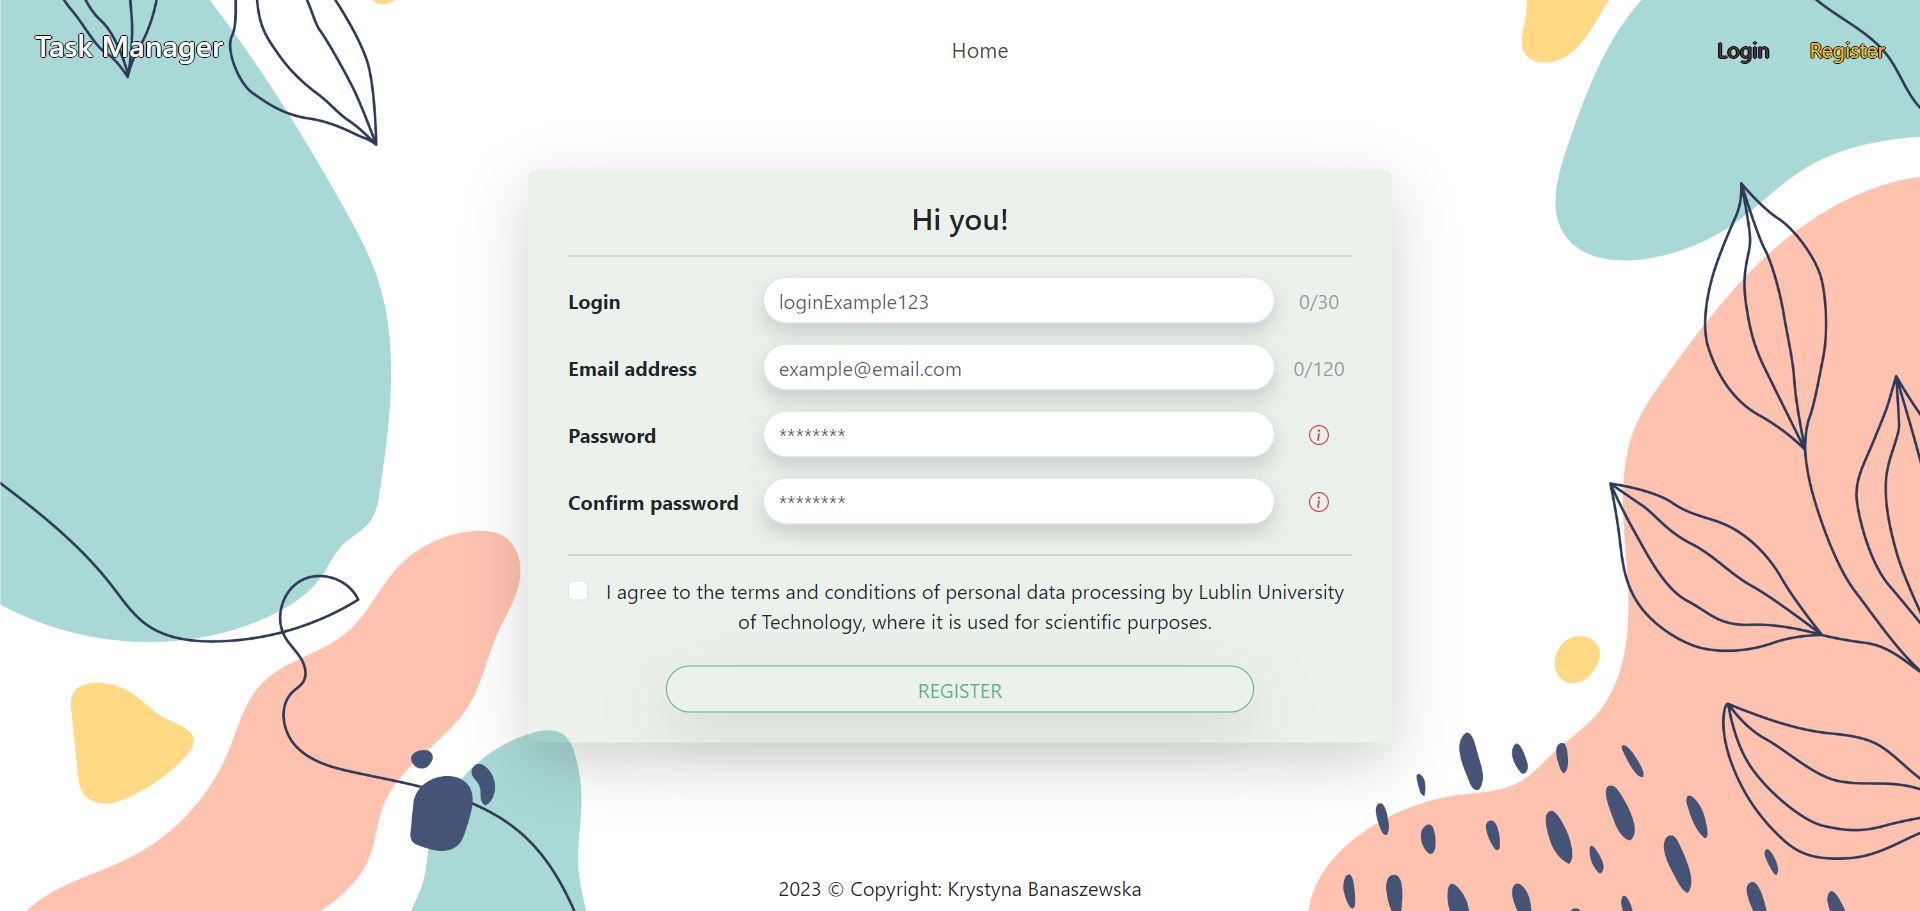 Task Manager
Home
Login
Register
Hi you!
Login
loginExample123
0/30
Email address
example@email.com
0/120
Password
********
Confirm password
********
I agree to the terms and conditions of personal data processing by Lublin University
of Technology, where it is used for scientific purposes.
REGISTER
2023 © Copyright: Krystyna Banaszewska